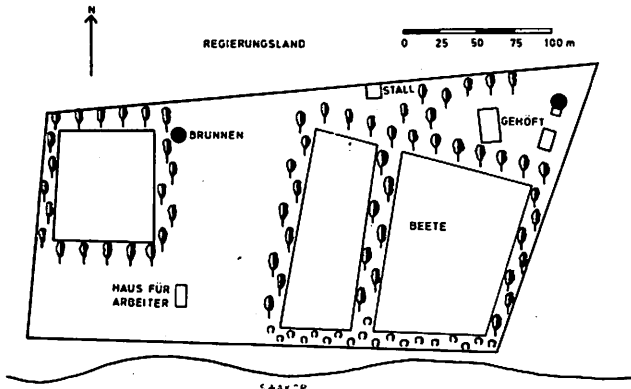 N
REGIERUNGSLAND
0 25 50 75 100 m
STALL
GEHÖFT
BRUNNEN
BEETE
HAUS FÜR
ARBEITER